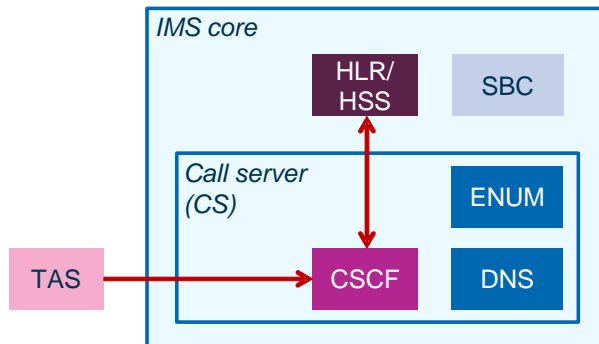 IMS core
HLR/
HSS
SBC
Call server
(CS)
ENUM
TAS
CSCF
DNS